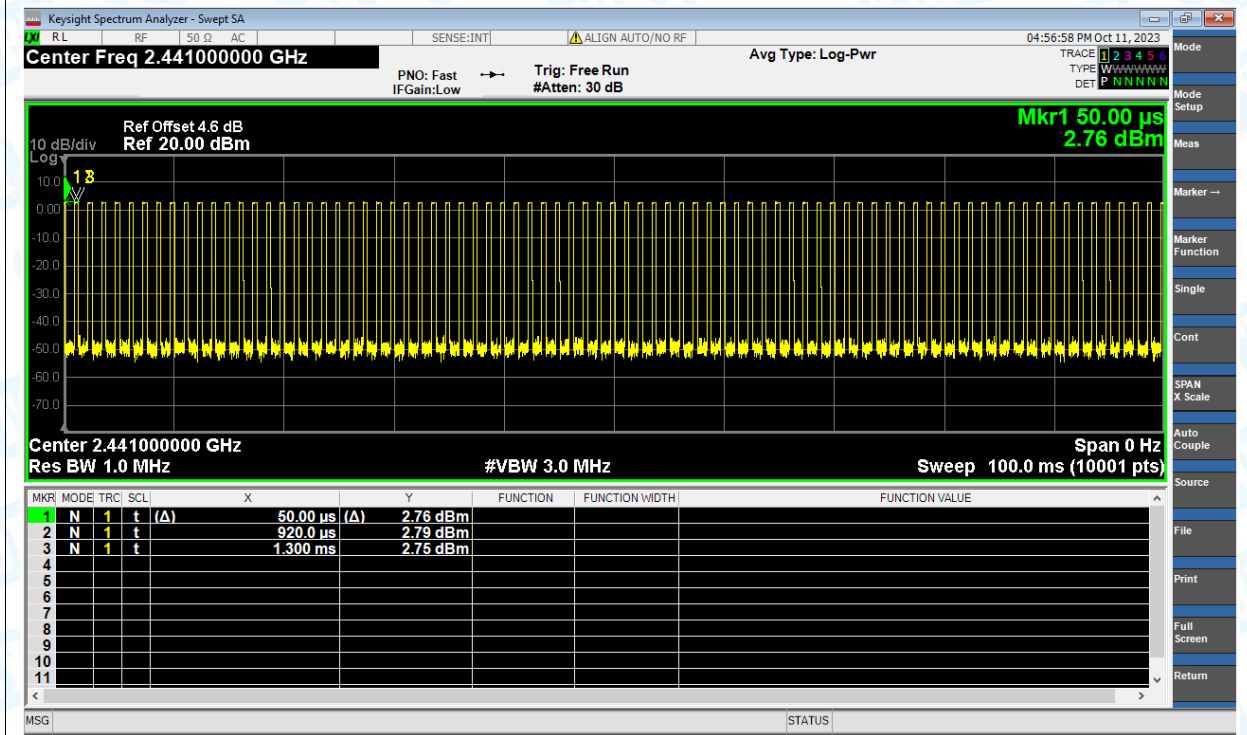 Keysight Spectrum Analyzer - Swept SA
LXI RL RF 50 Ω AC SENSE:INT ALIGN AUTO/NO RF 04:56:58 PM Oct 11, 2023
Center Freq 2.441000000 GHz
PNO: Fast
IFGain:Low
Trig: Free Run
#Atten: 30 dB
Avg Type: Log-Pwr
TRACE 1 2 3 4 5 6
TYPE WWWWWW
DET P N N N N N
Ref Offset 4.6 dB
10 dB/div Ref 20.00 dBm
Log
Mkr1 50.00 µs
2.76 dBm
10.0
0.00
-10.0
-20.0
-30.0
-40.0
-50.0
-60.0
-70.0
Center 2.441000000 GHz Span 0 Hz
Res BW 1.0 MHz #VBW 3.0 MHz Sweep 100.0 ms (10001 pts)
MKR MODE TRC SCL X Y FUNCTION FUNCTION WIDTH FUNCTION VALUE
1 N 1 t (Δ) 50.00 µs (Δ) 2.76 dBm
2 N 1 t 920.0 µs 2.79 dBm
3 N 1 t 1.300 ms 2.75 dBm
4
5
6
7
8
9
10
11
MSG STATUS
Mode
Mode
Setup
Meas
Marker →
Marker
Function
Single
Cont
SPAN
X Scale
Auto
Couple
Source
File
Print
Full
Screen
Return